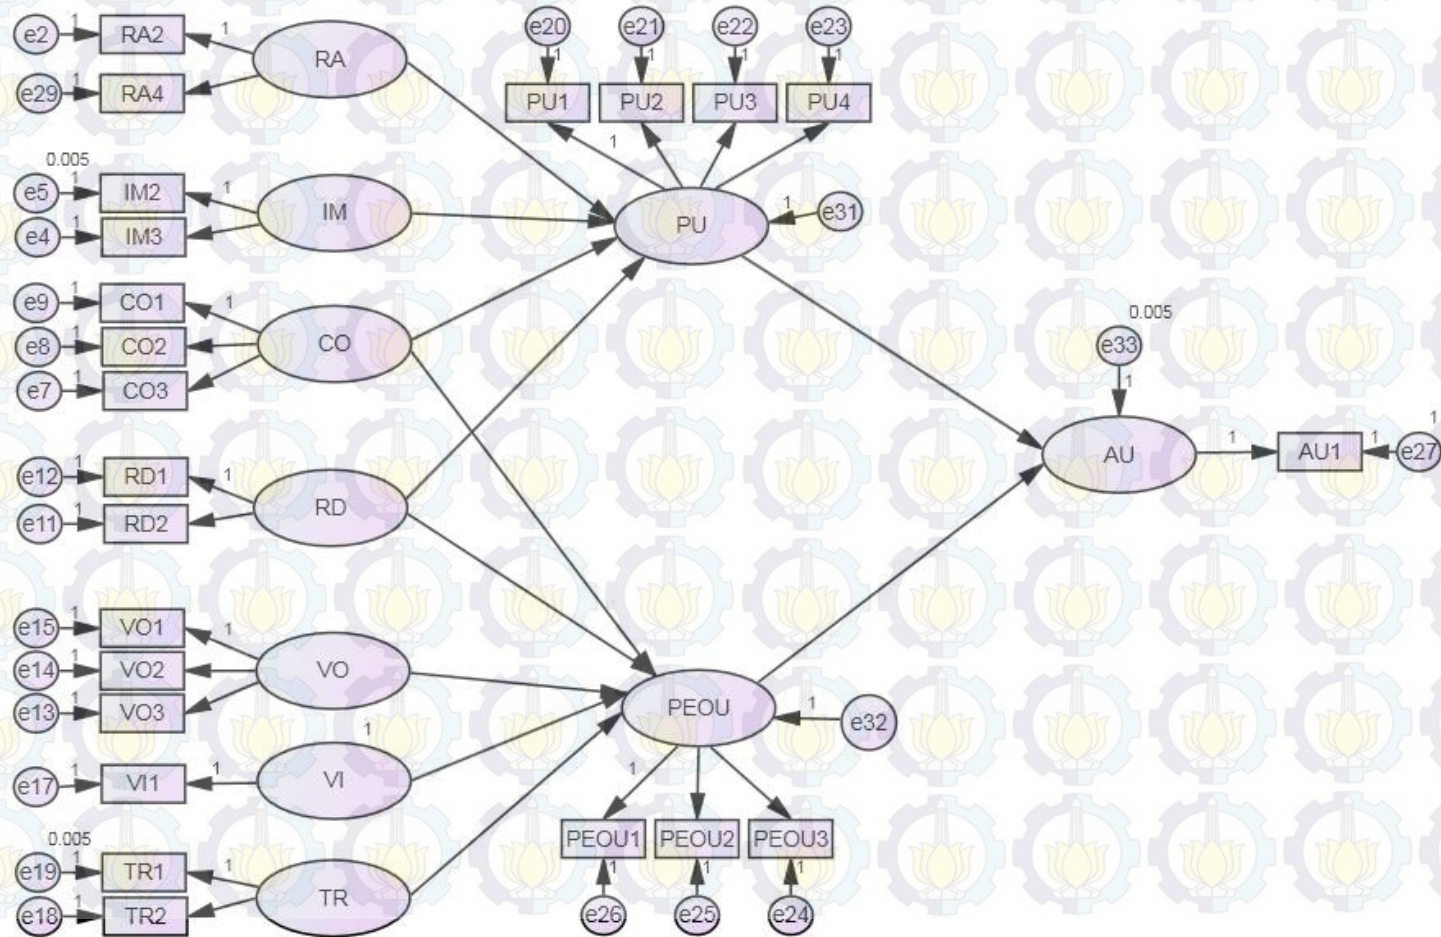 e2 1 RA2 1 RA
e29 1 RA4
e20 e21 e22 e23
1 1 1 1
PU1 PU2 PU3 PU4
1
0.005
e5 1 IM2 1 IM
e4 1 IM3
PU 1 e31
e9 1 CO1 1
e8 1 CO2 CO
e7 1 CO3
0.005
e33
1
AU 1 AU1 1 e27 1
e12 1 RD1 1 RD
e11 1 RD2
e15 1 VO1 1
e14 1 VO2 VO
e13 1 VO3
PEOU 1 e32
1
e17 1 VI1 1 VI
1
PEOU1 PEOU2 PEOU3
1 1 1
e26 e25 e24
0.005
e19 1 TR1 1 TR
e18 1 TR2